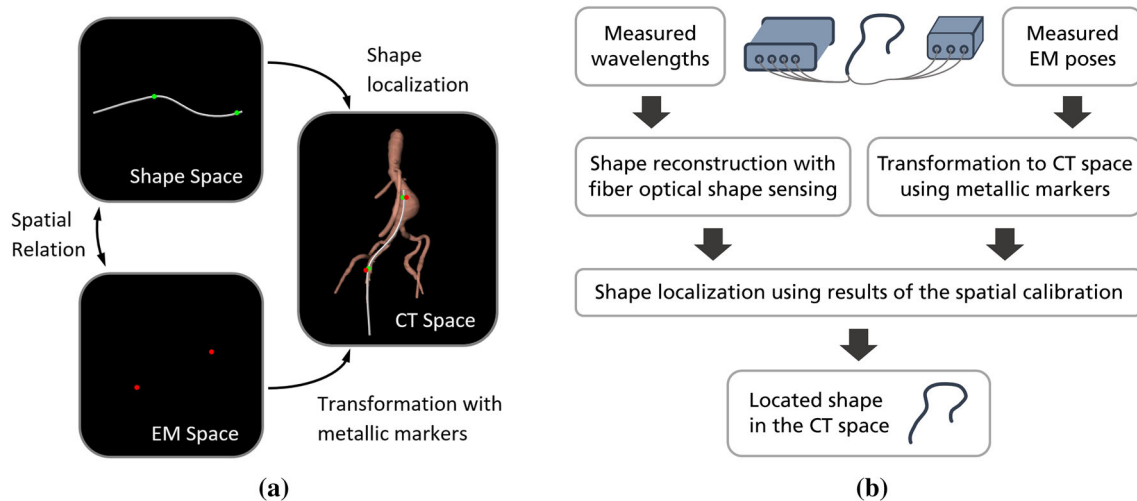 Shape
localization
Shape Space
Spatial
Relation
CT Space
EM Space
Transformation with
metallic markers
(a)
Measured
wavelengths
Measured
EM poses
Shape reconstruction with
fiber optical shape sensing
Transformation to CT space
using metallic markers
Shape localization using results of the spatial calibration
Located shape
in the CT space
(b)